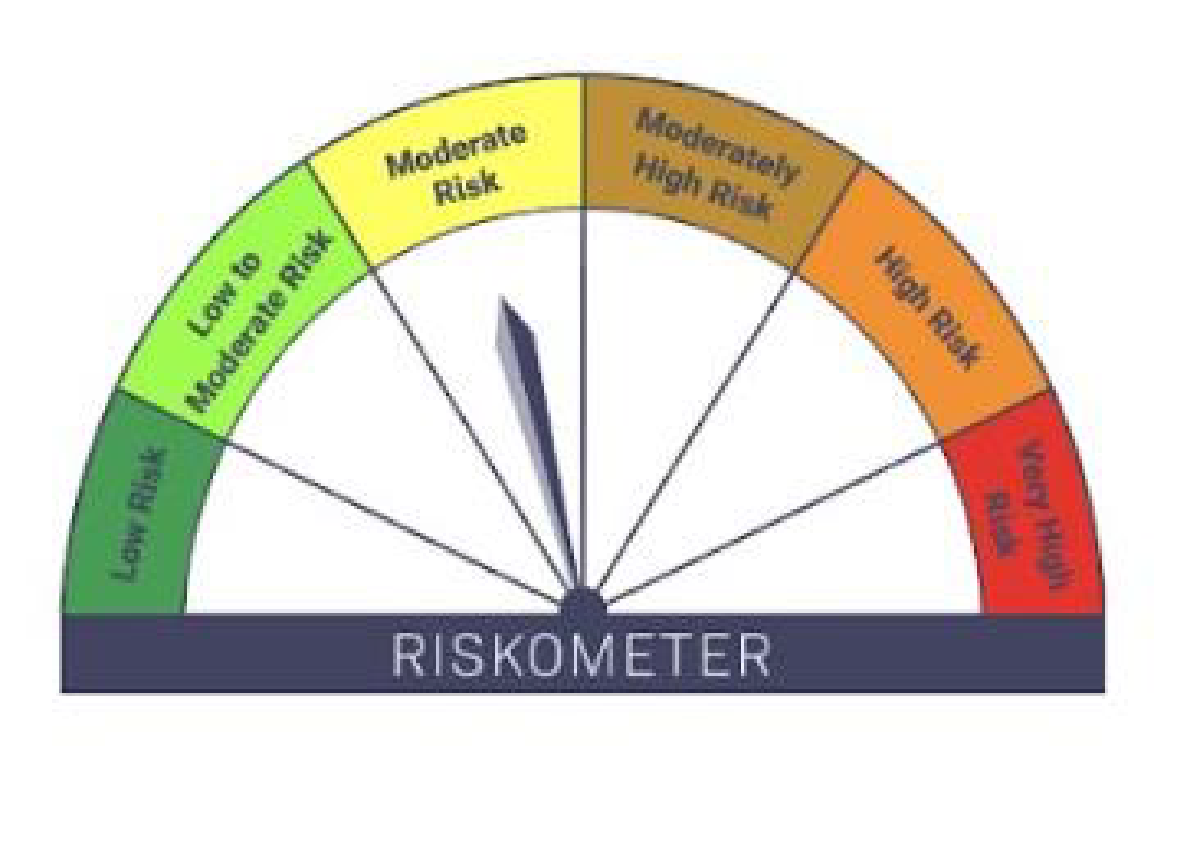 Low Risk
Low to
Moderate Risk
Moderate
Risk
Moderately
High Risk
High Risk
Very High
Risk
RISKOMETER